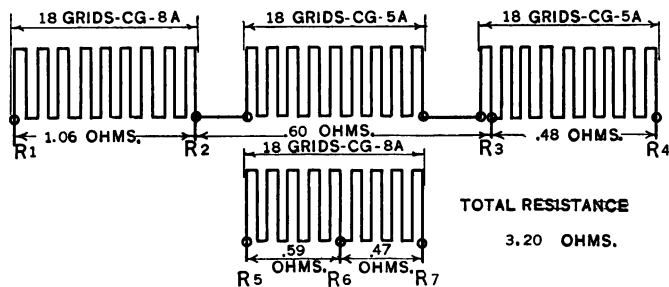 18 GRIDS-CG-8A 18 GRIDS-CG-5A 18 GRIDS-CG-5A
1.06 OHMS. .60 OHMS. .48 OHMS.
R1 R2 R3 R4
18 GRIDS-CG-8A
TOTAL RESISTANCE
3.20 OHMS.
.59 .47
OHMS. OHMS.
R5 R6 R7